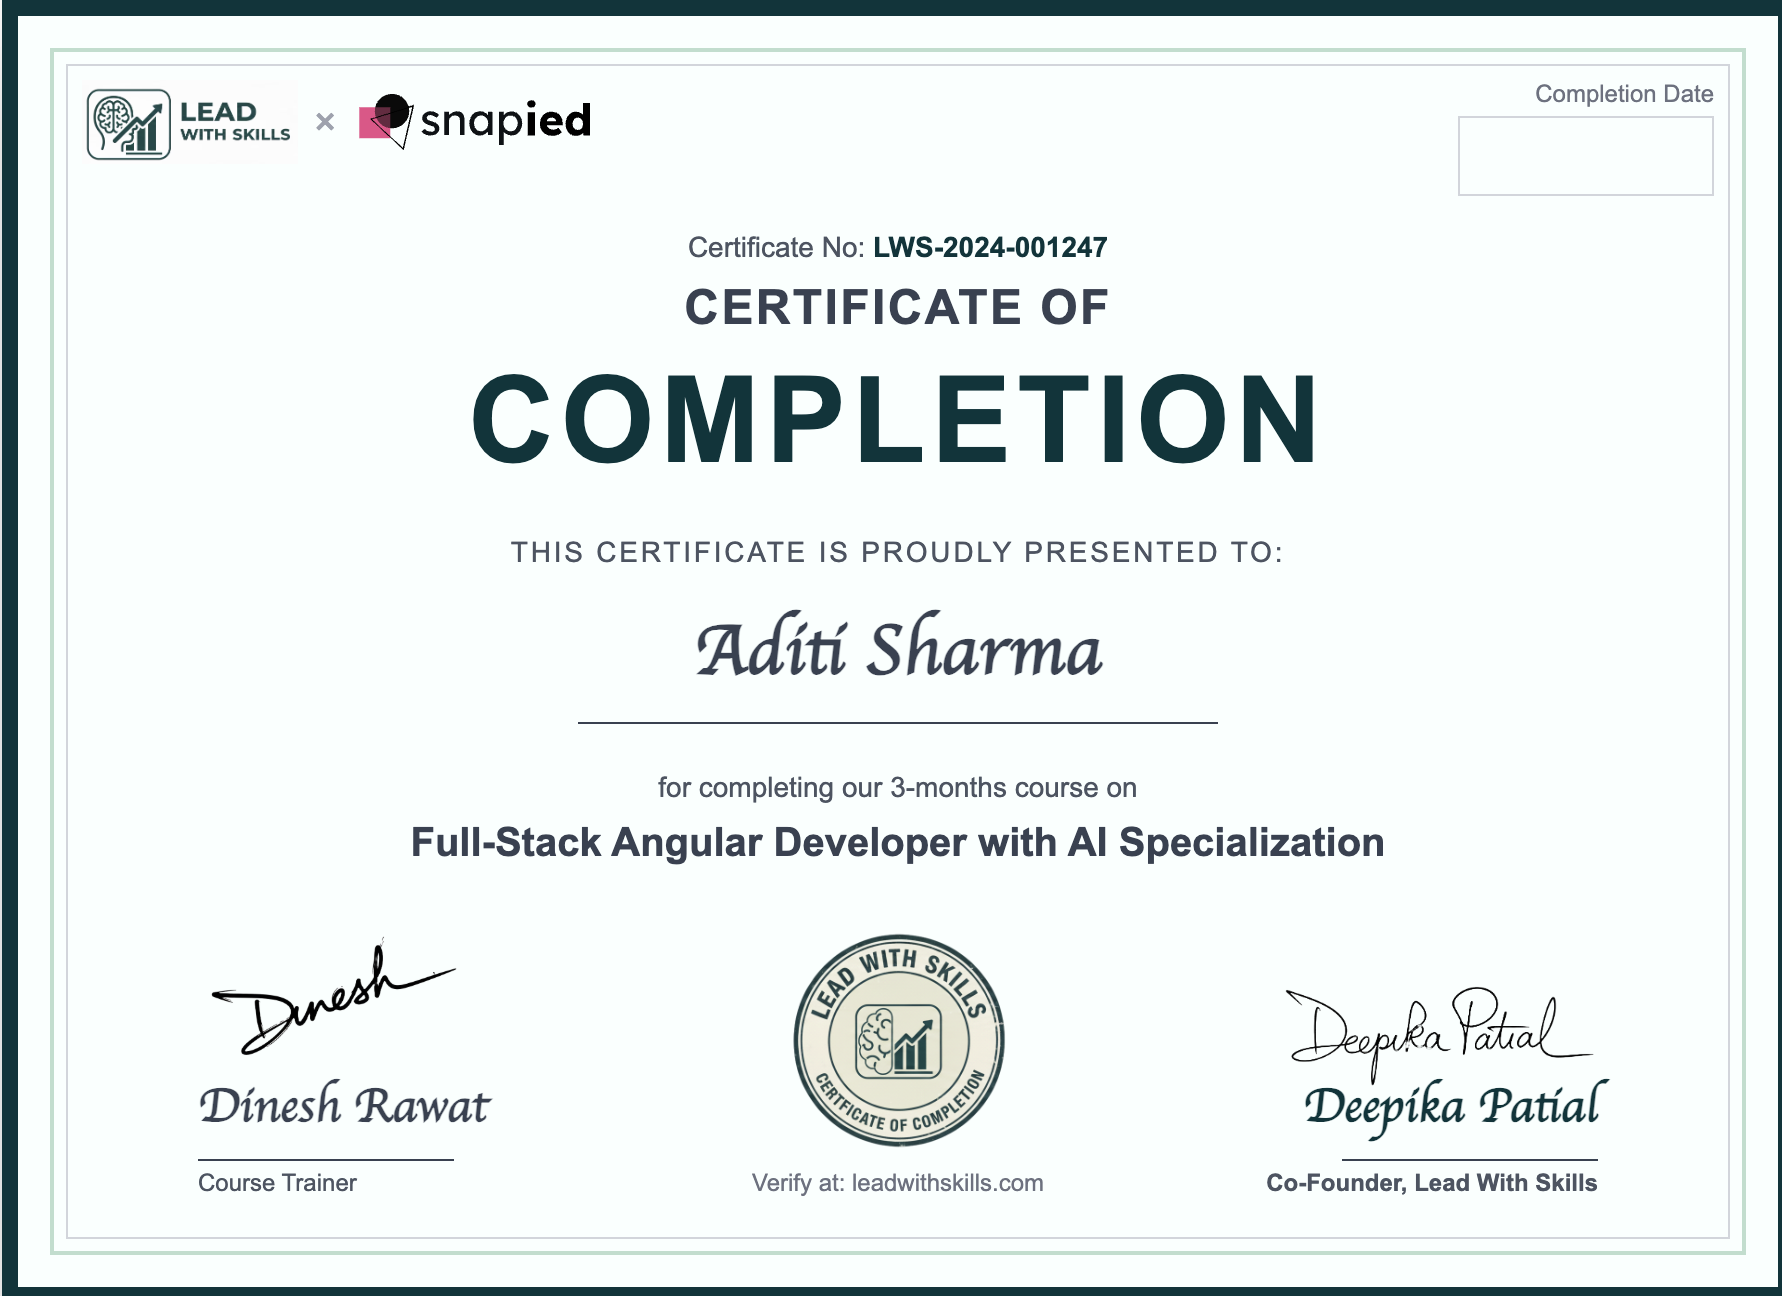 LEAD
WITH SKILLS
×
snapied
Completion Date
Certificate No: LWS-2024-001247
CERTIFICATE OF
COMPLETION
THIS CERTIFICATE IS PROUDLY PRESENTED TO:
Aditi Sharma
for completing our 3-months course on
Full-Stack Angular Developer with AI Specialization
Dinesh
Dinesh Rawat
Course Trainer
LEAD WITH SKILLS
CERTFICATE OF COMPLETION
Verify at: leadwithskills.com
Deepika Patial
Deepika Patial
Co-Founder, Lead With Skills